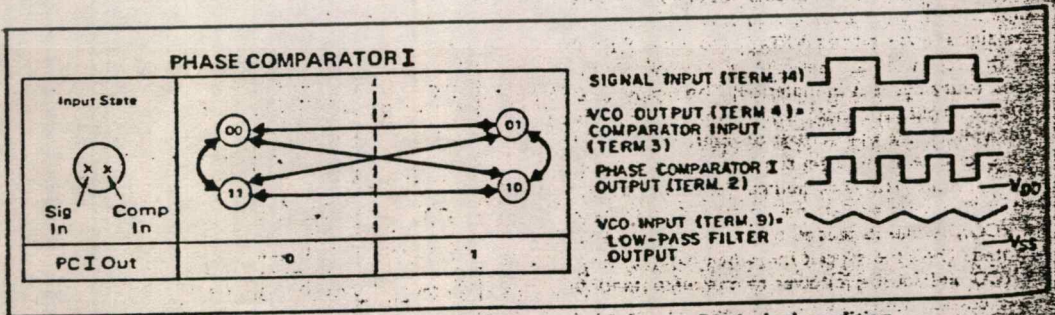 PHASE COMPARATOR I
Input State
00
01
11
10
Sig
In
Comp
In
PC I Out
0
1
SIGNAL INPUT (TERM. 14)
VCO OUTPUT (TERM 4)=
COMPARATOR INPUT
(TERM 3)
PHASE COMPARATOR I
OUTPUT (TERM. 2)
VDD
VCO INPUT (TERM. 9)=
LOW-PASS FILTER
OUTPUT
VSS